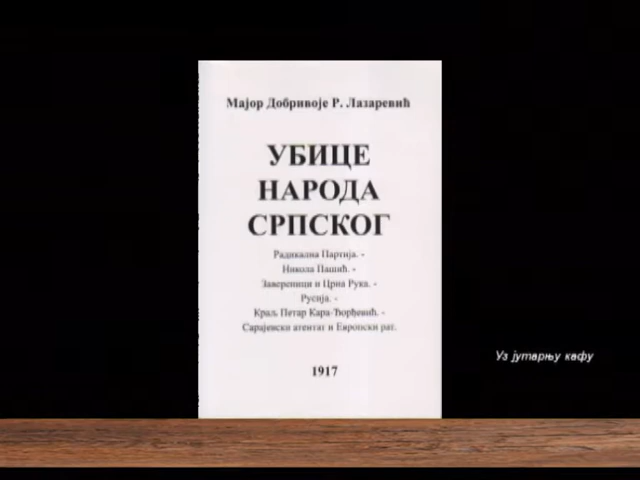 Мајор Добривоје Р. Лазаревић
УБИЦЕ
НАРОДА
СРПСКОГ
Радикална Партија. -
Никола Пашић. -
Завереници и Црна Рука. -
Русија. -
Краљ Петар Кара-Ђорђевић. -
Сарајевски атентат и Европски рат.
1917
Уз јутарњу кафу